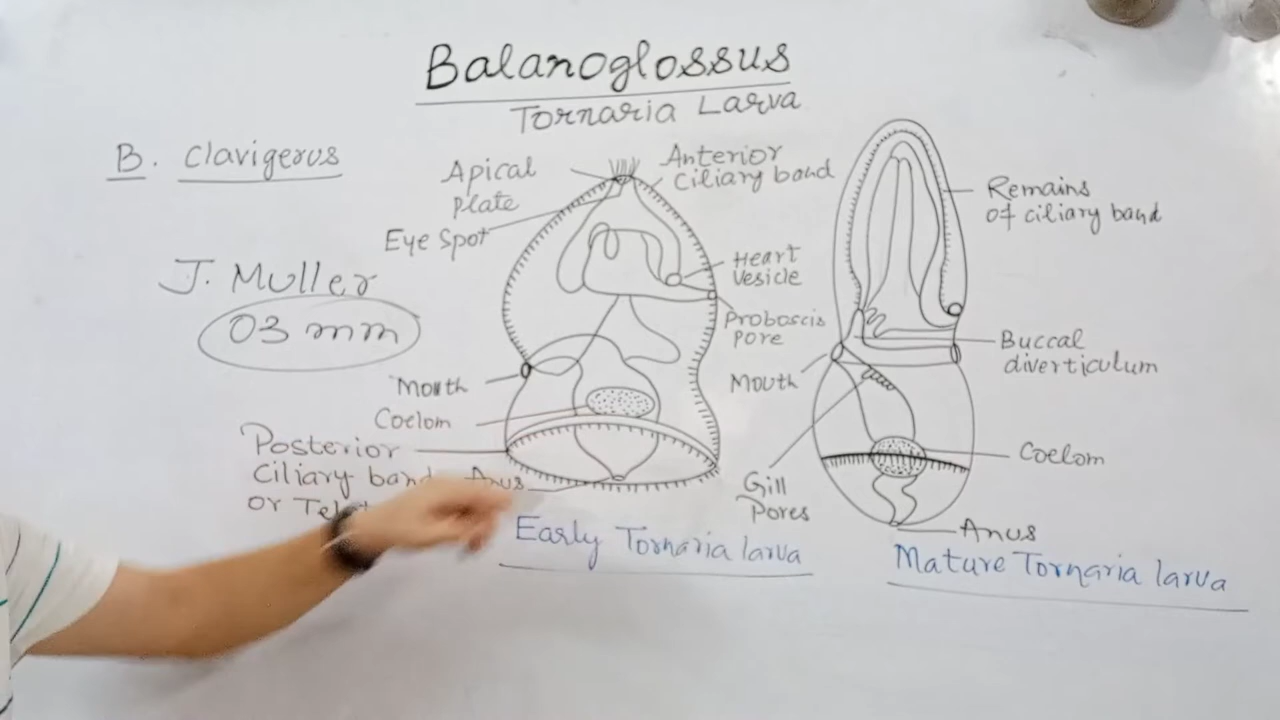 Balanoglossus
Tornaria Larva
B. Clavigerus
J. Muller
03 mm
Apical
plate
Eye Spot
Anterior
ciliary band
Heart
Vesicle
Proboscis
pore
Mouth
Coelom
Posterior
Ciliary band
or
Anus
Early Tornaria larva
Remains
of ciliary band
Buccal
diverticulum
Mouth
Gill
Pores
Coelom
Anus
Mature Tornaria larva